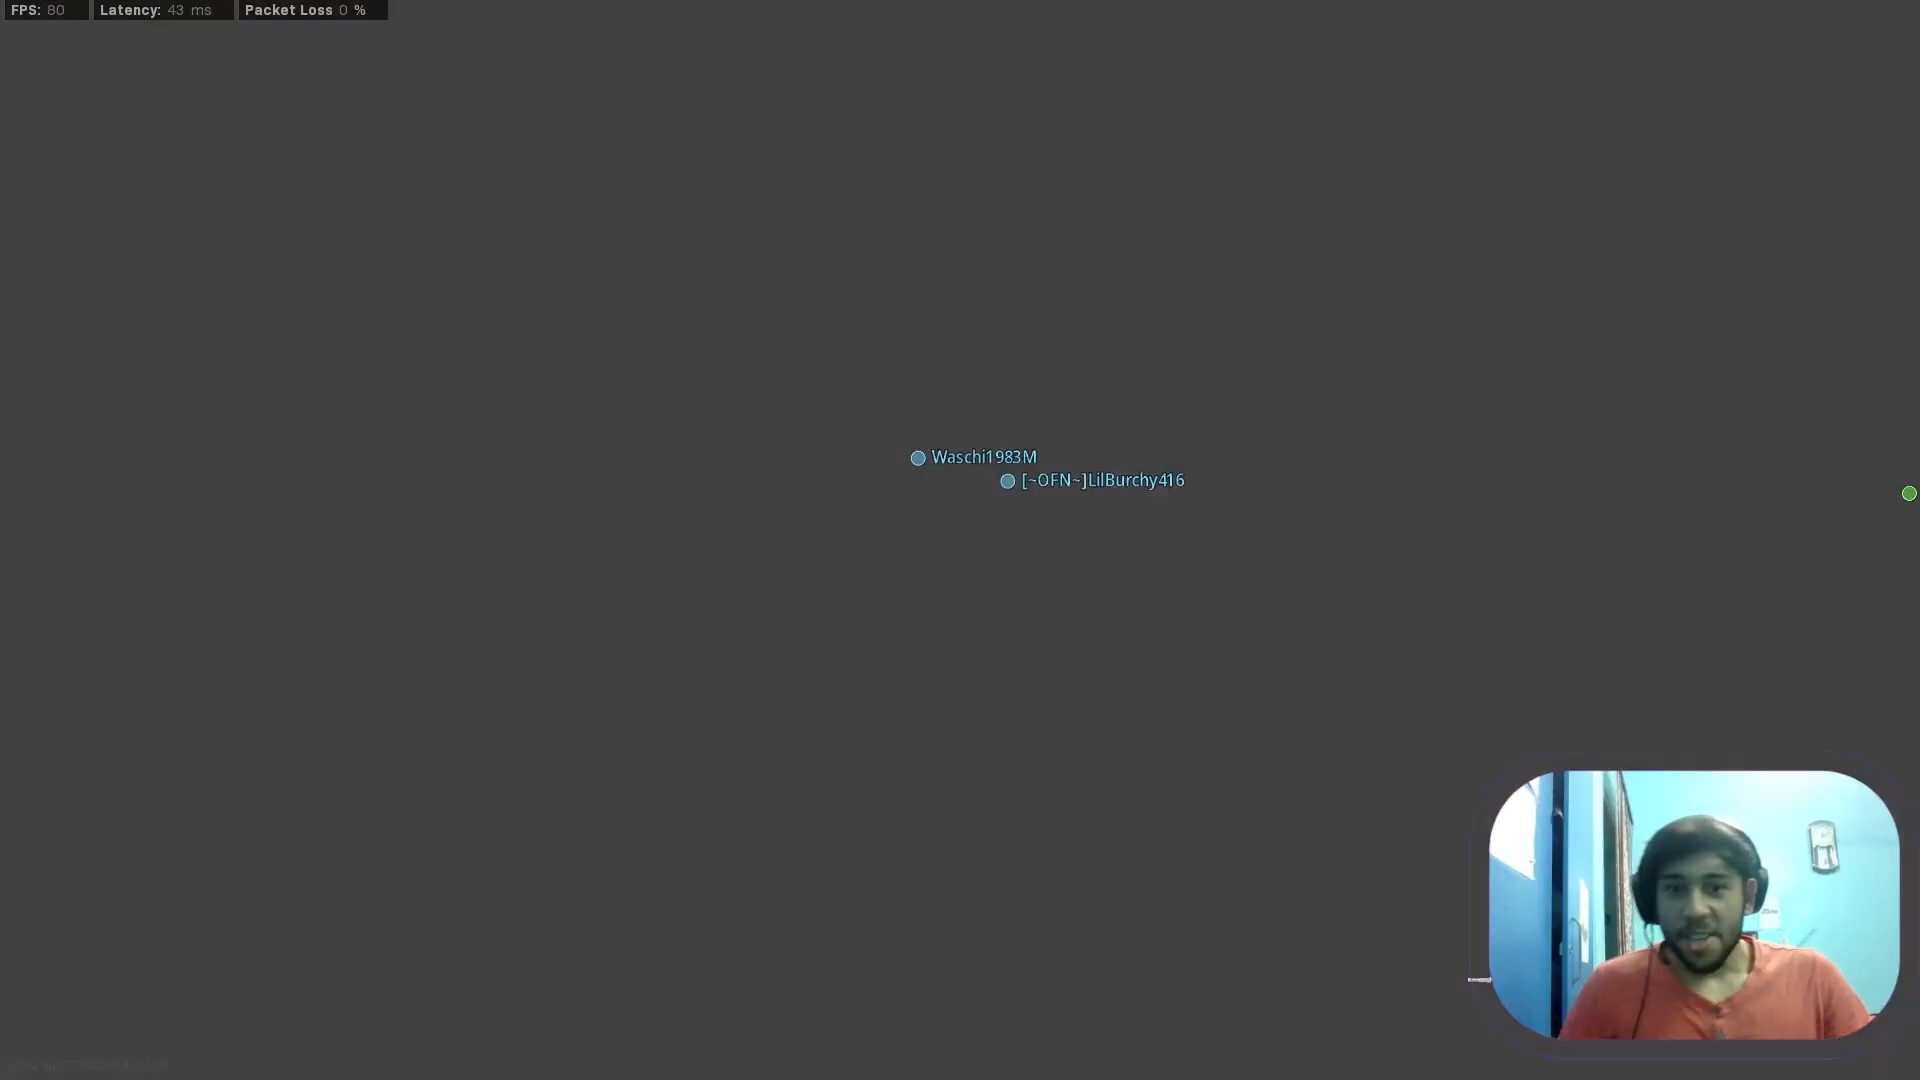 FPS: 80 Latency: 43 ms Packet Loss 0 %
Waschi1983M
[~OFN~]LilBurchy416